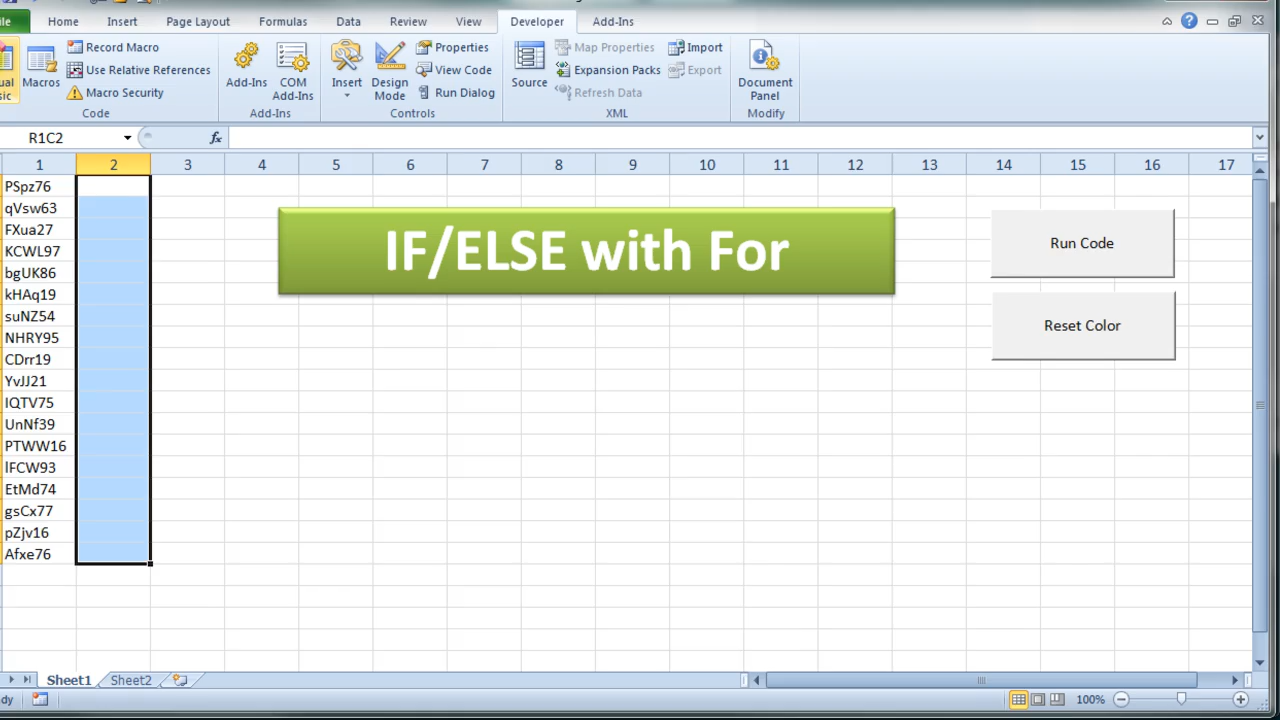 Home Insert Page Layout Formulas Data Review View Developer Add-Ins
Macros
Record Macro
Use Relative References
Macro Security
Code
Add-Ins
COM Add-Ins
Add-Ins
Insert
Design Mode
Properties
View Code
Run Dialog
Controls
Source
Map Properties
Expansion Packs
Refresh Data
Import
Export
XML
Document Panel
Modify
R1C2 fx
1 2 3 4 5 6 7 8 9 10 11 12 13 14 15 16 17
PSpz76
qVsw63
FXua27
KCWL97
bgUK86
kHAq19
suNZ54
NHRY95
CDrr19
YvJJ21
IQTV75
UnNf39
PTWW16
lFCW93
EtMd74
gsCx77
pZjv16
Afxe76
IF/ELSE with For
Run Code
Reset Color
Sheet1 Sheet2
100%